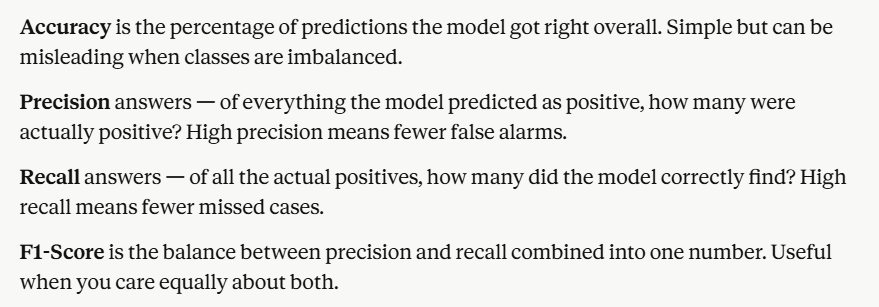 Accuracy is the percentage of predictions the model got right overall. Simple but can be
misleading when classes are imbalanced.
Precision answers — of everything the model predicted as positive, how many were
actually positive? High precision means fewer false alarms.
Recall answers — of all the actual positives, how many did the model correctly find? High
recall means fewer missed cases.
F1-Score is the balance between precision and recall combined into one number. Useful
when you care equally about both.